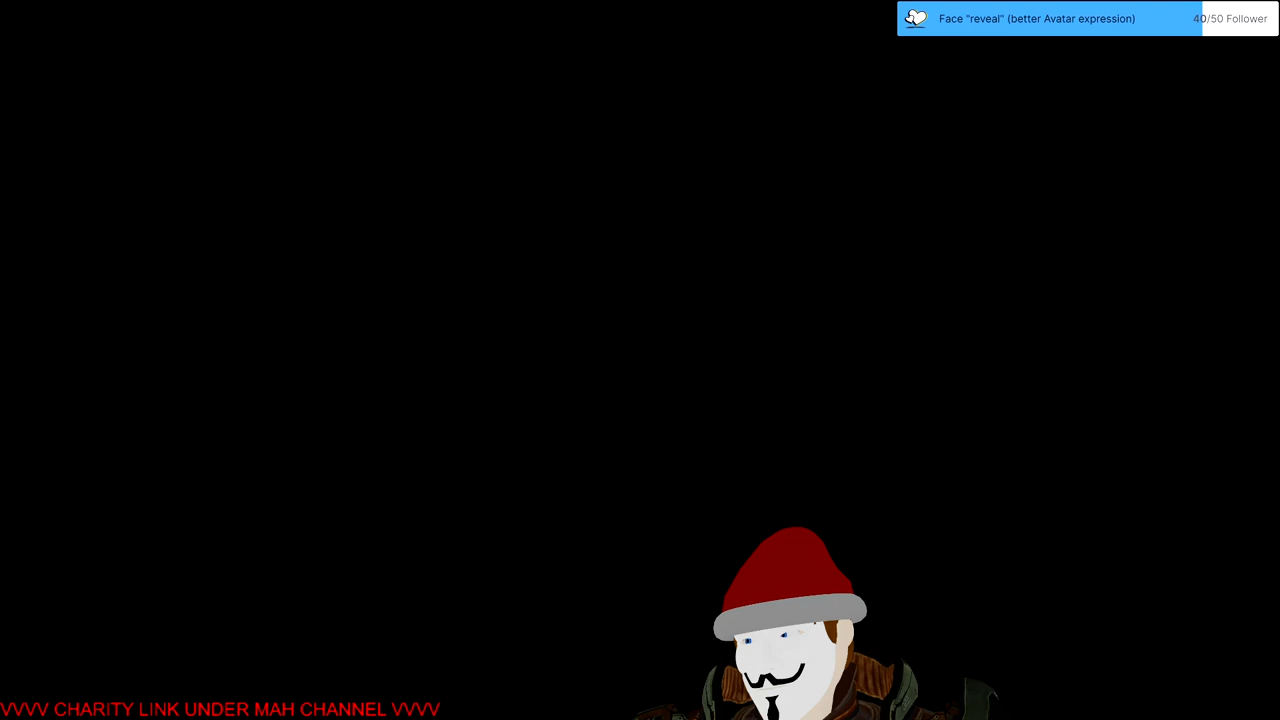 Face "reveal" (better Avatar expression) 40/50 Follower
VVVV CHARITY LINK UNDER MAH CHANNEL VVVV